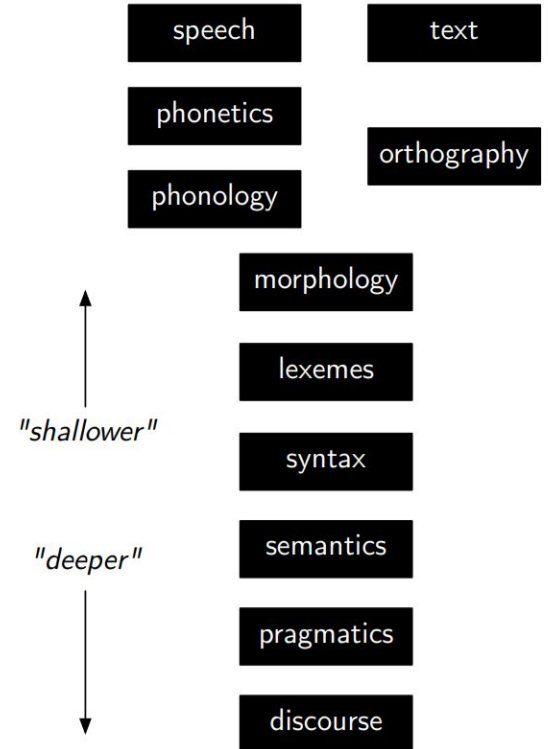 speech
text
phonetics
orthography
phonology
morphology
lexemes
"shallower"
syntax
"deeper"
semantics
pragmatics
discourse